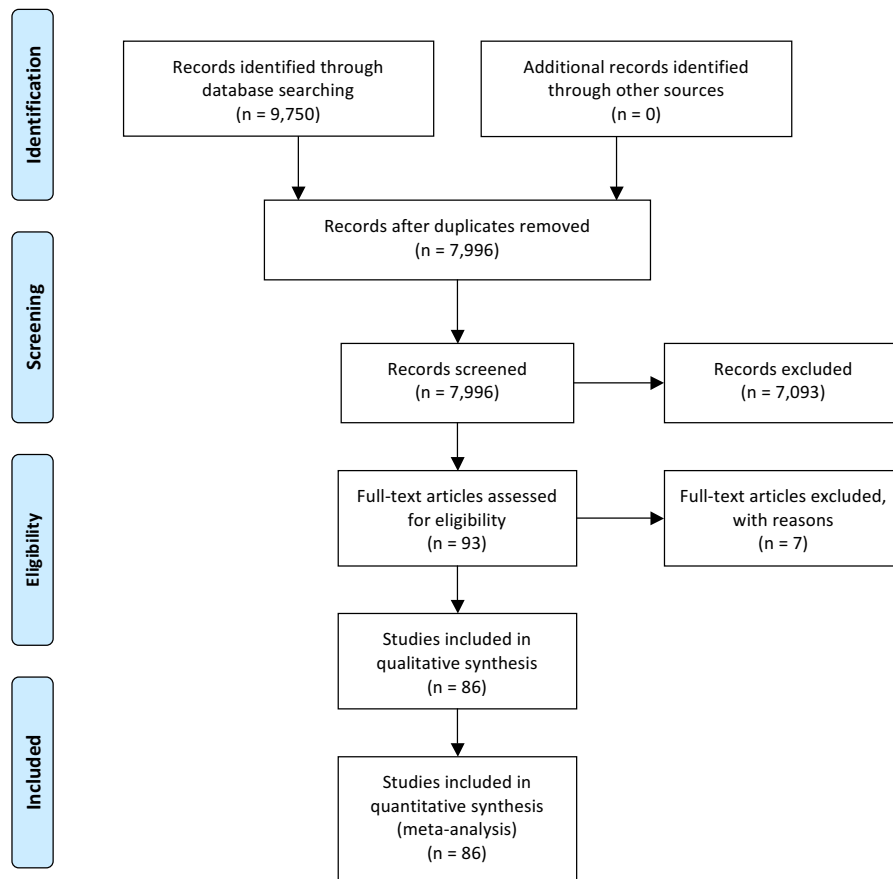 Identification
Records identified through
database searching
(n = 9,750)
Additional records identified
through other sources
(n = 0)
Records after duplicates removed
(n = 7,996)
Screening
Records screened
(n = 7,996)
Records excluded
(n = 7,093)
Eligibility
Full-text articles assessed
for eligibility
(n = 93)
Full-text articles excluded,
with reasons
(n = 7)
Studies included in
qualitative synthesis
(n = 86)
Included
Studies included in
quantitative synthesis
(meta-analysis)
(n = 86)